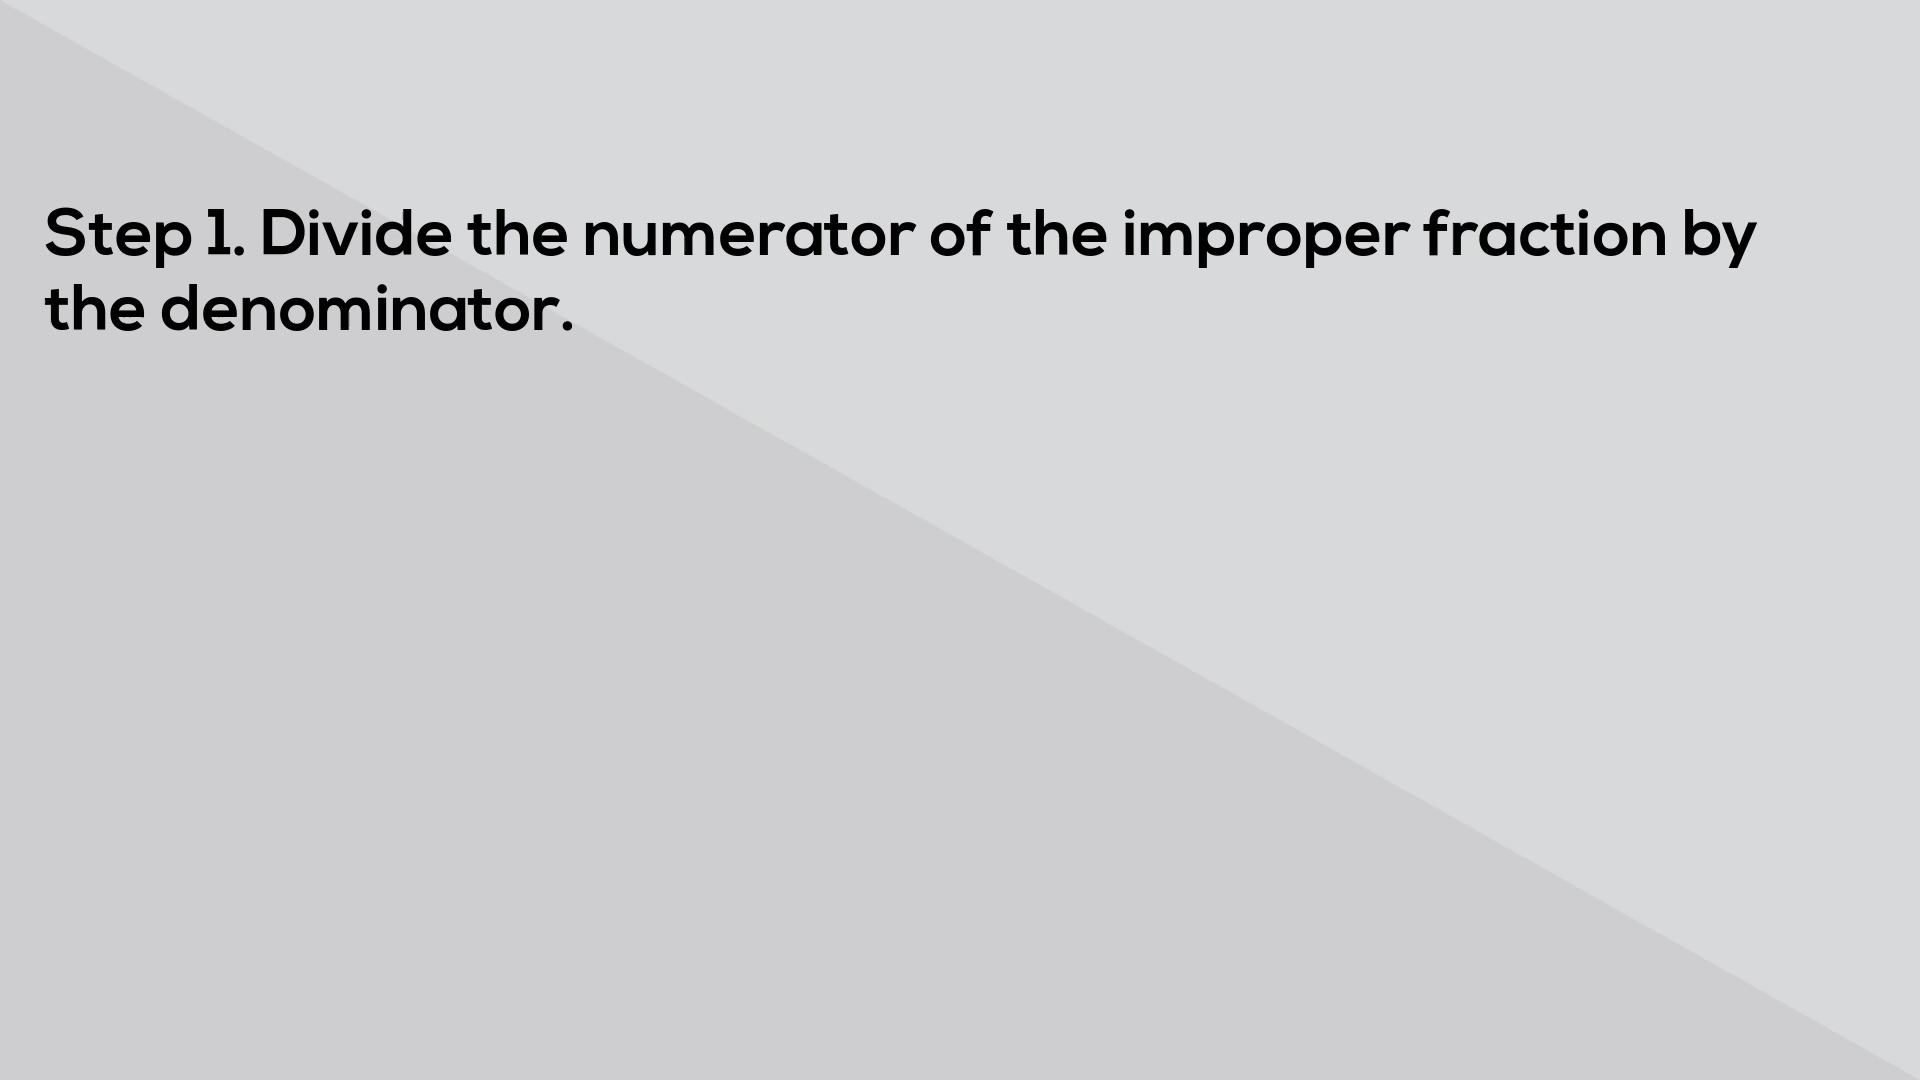 Step 1. Divide the numerator of the improper fraction by
the denominator.